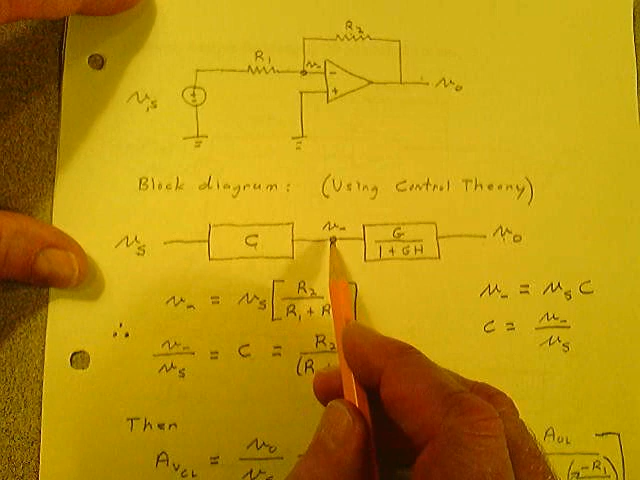 R2
R1
v-
-
+
vs
vo
Block diagram: (Using Control Theory)
v-
vs C G / 1 + GH vo
v- = vs [ R2 / R1 + R ]
v- = vs C
∴
C = v- / vs
v- / vs = C = R2 / (R
Then
AvCL = vo / vs
AOL
-R1